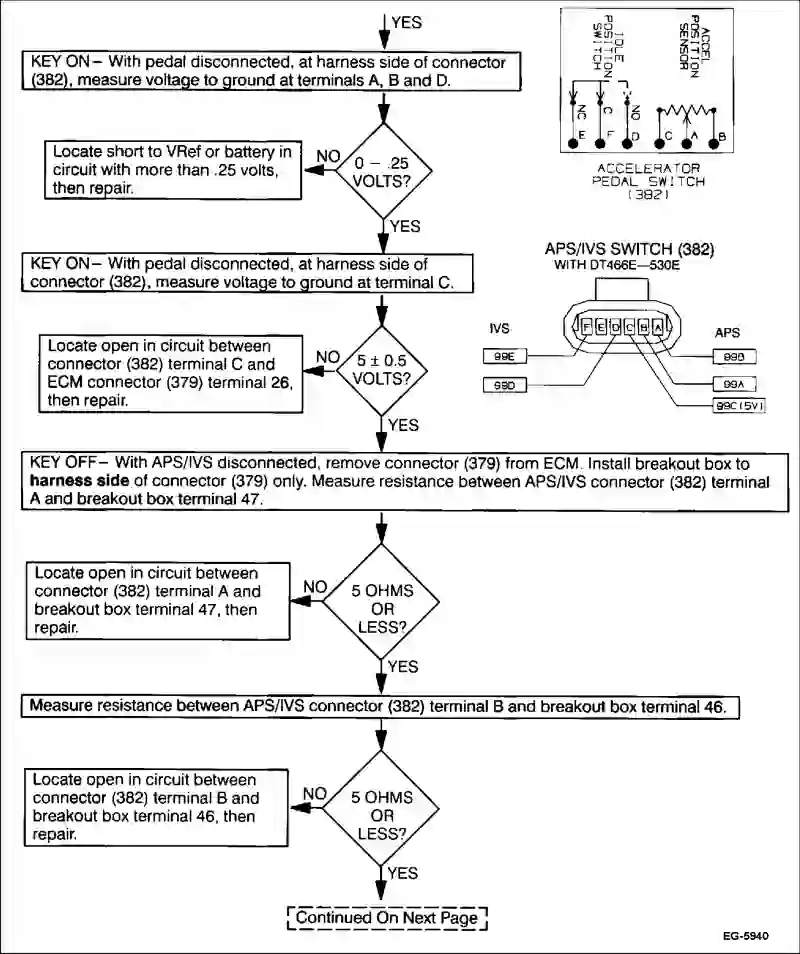 YES
KEY ON – With pedal disconnected, at harness side of connector
(382), measure voltage to ground at terminals A, B and D.
Locate short to VRef or battery in
circuit with more than .25 volts,
then repair.
NO
0 – .25
VOLTS?
YES
IDLE
POSITION
SWITCH
ACCEL
POSITION
SENSOR
NC
C
NO
E
F
D
C
A
B
ACCELERATOR
PEDAL SWITCH
(382)
KEY ON – With pedal disconnected, at harness side of
connector (382), measure voltage to ground at terminal C.
APS/IVS SWITCH (382)
WITH DT466E—530E
IVS
F
E
D
C
B
A
APS
99E
99D
99B
99A
99C(5V)
Locate open in circuit between
connector (382) terminal C and
ECM connector (379) terminal 26,
then repair.
NO
5 ± 0.5
VOLTS?
YES
KEY OFF – With APS/IVS disconnected, remove connector (379) from ECM. Install breakout box to
harness side of connector (379) only. Measure resistance between APS/IVS connector (382) terminal
A and breakout box terminal 47.
Locate open in circuit between
connector (382) terminal A and
breakout box terminal 47, then
repair.
NO
5 OHMS
OR
LESS?
YES
Measure resistance between APS/IVS connector (382) terminal B and breakout box terminal 46.
Locate open in circuit between
connector (382) terminal B and
breakout box terminal 46, then
repair.
NO
5 OHMS
OR
LESS?
YES
Continued On Next Page
EG-5940